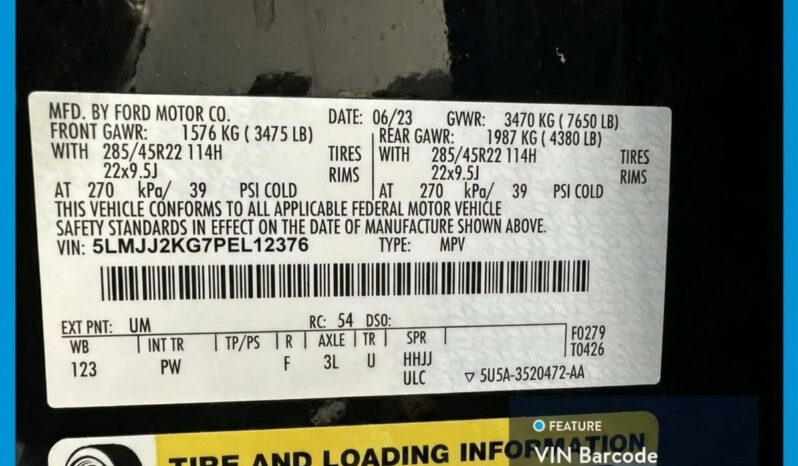 MFD. BY FORD MOTOR CO. DATE: 06/23 GVWR: 3470 KG ( 7650 LB)
FRONT GAWR: 1576 KG ( 3475 LB) REAR GAWR: 1987 KG ( 4380 LB)
WITH 285/45R22 114H TIRES WITH 285/45R22 114H TIRES
22x9.5J RIMS 22x9.5J RIMS
AT 270 kPa/ 39 PSI COLD AT 270 kPa/ 39 PSI COLD
THIS VEHICLE CONFORMS TO ALL APPLICABLE FEDERAL MOTOR VEHICLE
SAFETY STANDARDS IN EFFECT ON THE DATE OF MANUFACTURE SHOWN ABOVE.
VIN: 5LMJJ2KG7PEL12376 TYPE: MPV
EXT PNT: UM RC: 54 DSO:
WB INT TR TP/PS R AXLE TR SPR F0279
123 PW F 3L U HHJJ T0426
ULC ▽ 5U5A-3520472-AA
FEATURE
TIRE AND LOADING INFORMATION
VIN Barcode